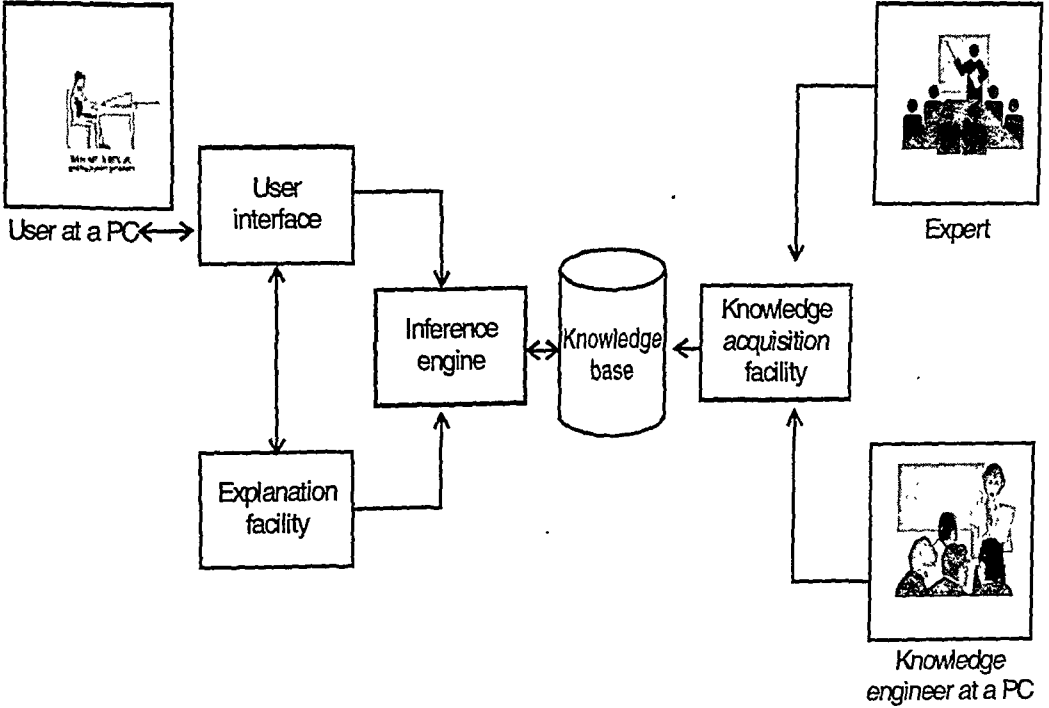 User at a PC
User
interface
Inference
engine
Explanation
facility
Knowledge
base
Knowledge
acquisition
facility
Expert
Knowledge
engineer at a PC